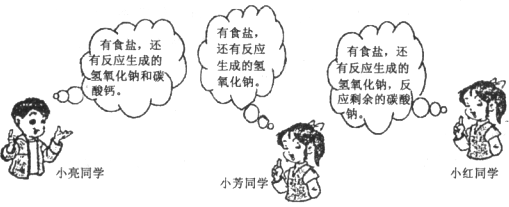 有食盐，还
有反应生成的
氢氧化钠和碳
酸钙。
有食盐，
还有反应
生成的氢
氧化钠。
有食盐，还
有反应生成的
氢氧化钠，反
应剩余的碳酸
钠。
小亮同学
小芳同学
小红同学